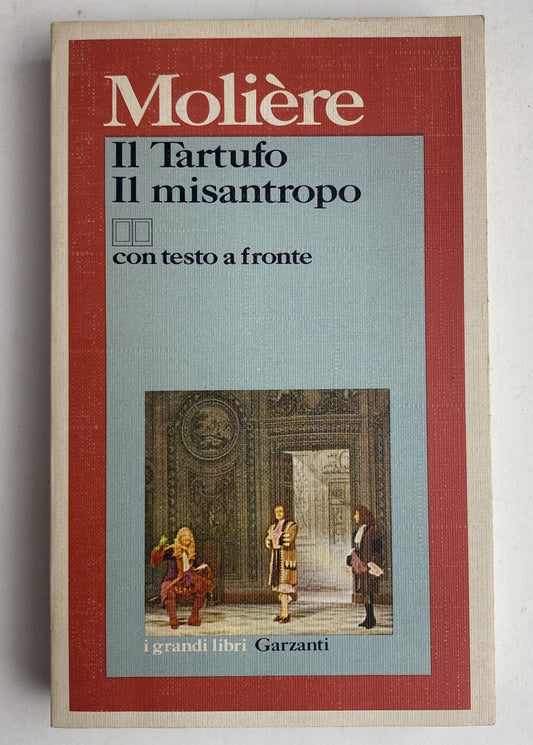 Molière
Il Tartufo
Il misantropo
con testo a fronte
i grandi libri Garzanti